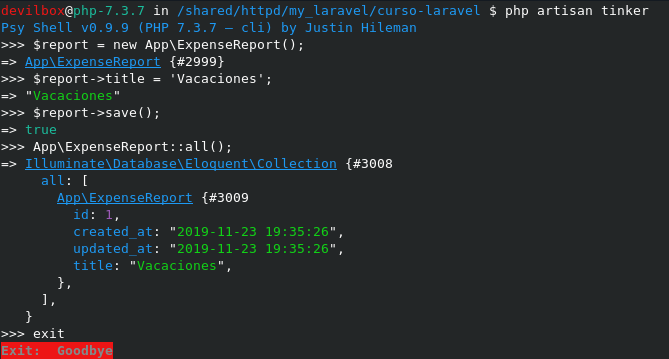 devilbox@php-7.3.7 in /shared/httpd/my_laravel/curso-laravel $ php artisan tinker
Psy Shell v0.9.9 (PHP 7.3.7 — cli) by Justin Hileman
>>> $report = new App\ExpenseReport();
=> App\ExpenseReport {#2999}
>>> $report->title = 'Vacaciones';
=> "Vacaciones"
>>> $report->save();
=> true
>>> App\ExpenseReport::all();
=> Illuminate\Database\Eloquent\Collection {#3008
     all: [
       App\ExpenseReport {#3009
         id: 1,
         created_at: "2019-11-23 19:35:26",
         updated_at: "2019-11-23 19:35:26",
         title: "Vacaciones",
       },
     ],
   }
>>> exit
Exit:  Goodbye